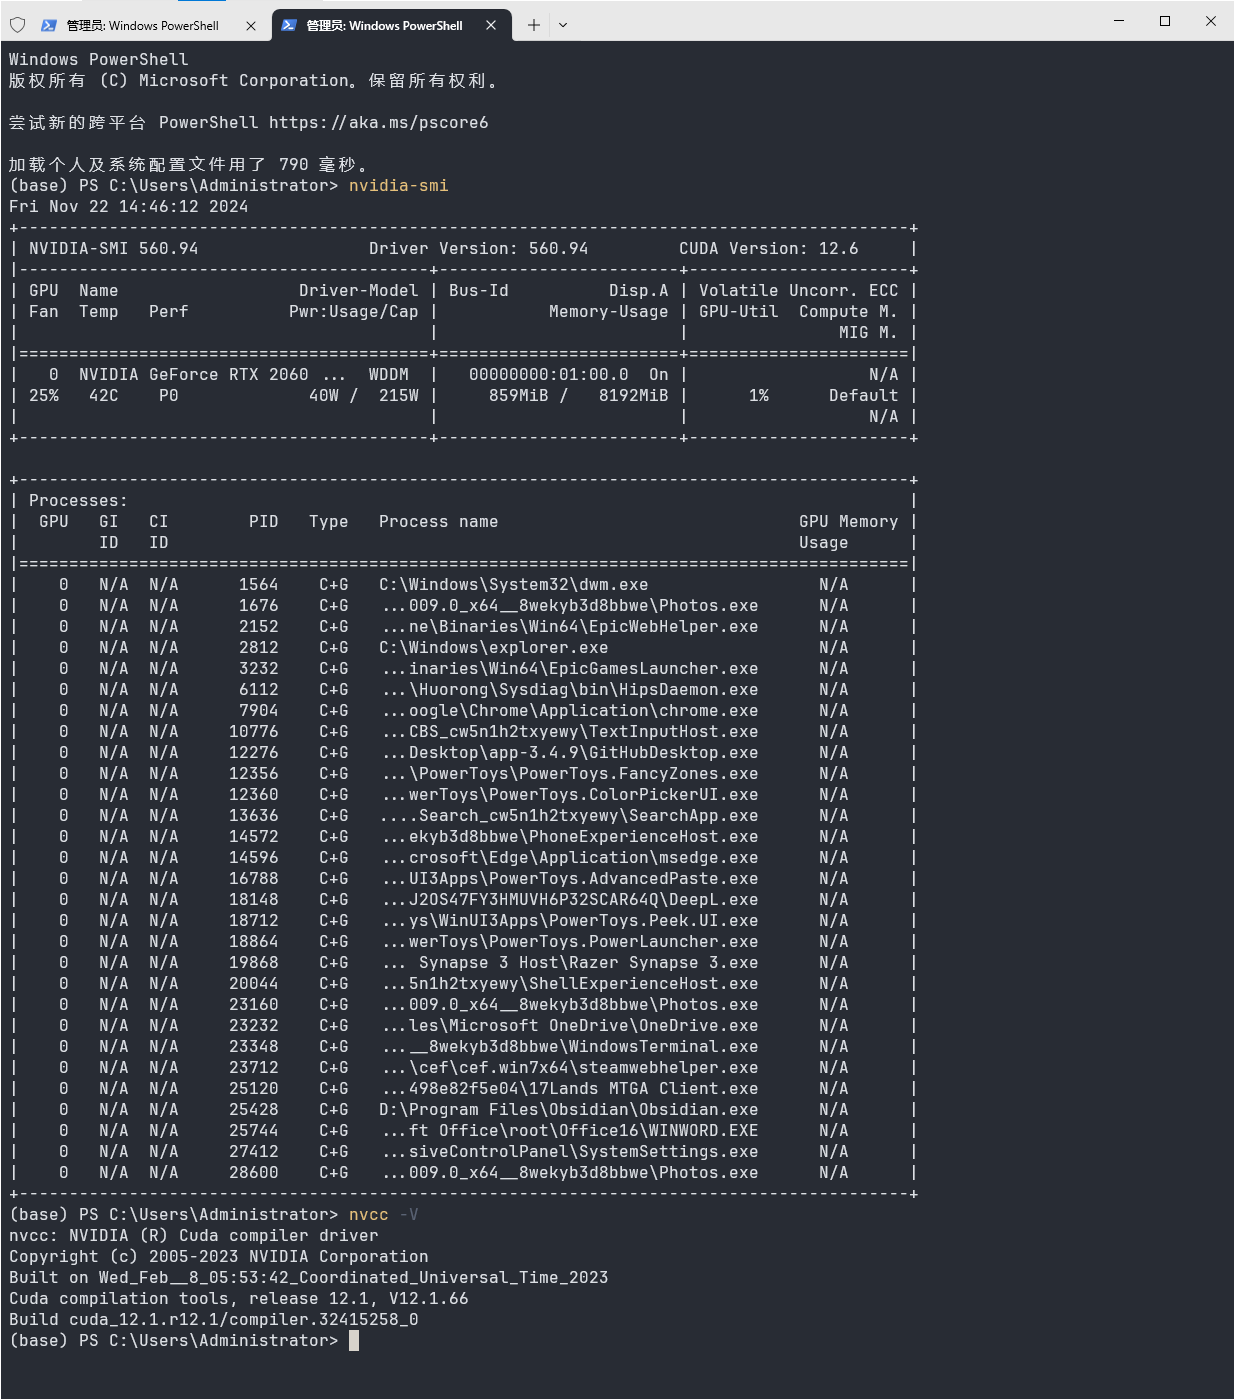 管理员: Windows PowerShell
管理员: Windows PowerShell
Windows PowerShell
版权所有 (C) Microsoft Corporation。保留所有权利。
尝试新的跨平台 PowerShell https://aka.ms/pscore6
加载个人及系统配置文件用了 790 毫秒。
(base) PS C:\Users\Administrator> nvidia-smi
Fri Nov 22 14:46:12 2024
+-----------------------------------------------------------------------------------------+
| NVIDIA-SMI 560.94                 Driver Version: 560.94         CUDA Version: 12.6     |
|-----------------------------------------+------------------------+----------------------+
| GPU  Name                  Driver-Model | Bus-Id          Disp.A | Volatile Uncorr. ECC |
| Fan  Temp   Perf          Pwr:Usage/Cap |           Memory-Usage | GPU-Util  Compute M. |
|                                         |                        |               MIG M. |
|=========================================+========================+======================|
|   0  NVIDIA GeForce RTX 2060 ...  WDDM  |   00000000:01:00.0  On |                  N/A |
| 25%   42C    P0             40W /  215W |     859MiB /   8192MiB |      1%      Default |
|                                         |                        |                  N/A |
+-----------------------------------------+------------------------+----------------------+
+-----------------------------------------------------------------------------------------+
| Processes:                                                                              |
|  GPU   GI   CI        PID   Type   Process name                              GPU Memory |
|        ID   ID                                                               Usage      |
|=========================================================================================|
|    0   N/A  N/A      1564    C+G   C:\Windows\System32\dwm.exe                 N/A      |
|    0   N/A  N/A      1676    C+G   ...009.0_x64__8wekyb3d8bbwe\Photos.exe      N/A      |
|    0   N/A  N/A      2152    C+G   ...ne\Binaries\Win64\EpicWebHelper.exe      N/A      |
|    0   N/A  N/A      2812    C+G   C:\Windows\explorer.exe                     N/A      |
|    0   N/A  N/A      3232    C+G   ...inaries\Win64\EpicGamesLauncher.exe      N/A      |
|    0   N/A  N/A      6112    C+G   ...\Huorong\Sysdiag\bin\HipsDaemon.exe      N/A      |
|    0   N/A  N/A      7904    C+G   ...oogle\Chrome\Application\chrome.exe      N/A      |
|    0   N/A  N/A     10776    C+G   ...CBS_cw5n1h2txyewy\TextInputHost.exe      N/A      |
|    0   N/A  N/A     12276    C+G   ...Desktop\app-3.4.9\GitHubDesktop.exe      N/A      |
|    0   N/A  N/A     12356    C+G   ...\PowerToys\PowerToys.FancyZones.exe      N/A      |
|    0   N/A  N/A     12360    C+G   ...werToys\PowerToys.ColorPickerUI.exe      N/A      |
|    0   N/A  N/A     13636    C+G   ....Search_cw5n1h2txyewy\SearchApp.exe      N/A      |
|    0   N/A  N/A     14572    C+G   ...ekyb3d8bbwe\PhoneExperienceHost.exe      N/A      |
|    0   N/A  N/A     14596    C+G   ...crosoft\Edge\Application\msedge.exe      N/A      |
|    0   N/A  N/A     16788    C+G   ...UI3Apps\PowerToys.AdvancedPaste.exe      N/A      |
|    0   N/A  N/A     18148    C+G   ...J2OS47FY3HMUVH6P32SCAR64Q\DeepL.exe      N/A      |
|    0   N/A  N/A     18712    C+G   ...ys\WinUI3Apps\PowerToys.Peek.UI.exe      N/A      |
|    0   N/A  N/A     18864    C+G   ...werToys\PowerToys.PowerLauncher.exe      N/A      |
|    0   N/A  N/A     19868    C+G   ... Synapse 3 Host\Razer Synapse 3.exe      N/A      |
|    0   N/A  N/A     20044    C+G   ...5n1h2txyewy\ShellExperienceHost.exe      N/A      |
|    0   N/A  N/A     23160    C+G   ...009.0_x64__8wekyb3d8bbwe\Photos.exe      N/A      |
|    0   N/A  N/A     23232    C+G   ...les\Microsoft OneDrive\OneDrive.exe      N/A      |
|    0   N/A  N/A     23348    C+G   ...__8wekyb3d8bbwe\WindowsTerminal.exe      N/A      |
|    0   N/A  N/A     23712    C+G   ...\cef\cef.win7x64\steamwebhelper.exe      N/A      |
|    0   N/A  N/A     25120    C+G   ...498e82f5e04\17Lands MTGA Client.exe      N/A      |
|    0   N/A  N/A     25428    C+G   D:\Program Files\Obsidian\Obsidian.exe      N/A      |
|    0   N/A  N/A     25744    C+G   ...ft Office\root\Office16\WINWORD.EXE      N/A      |
|    0   N/A  N/A     27412    C+G   ...siveControlPanel\SystemSettings.exe      N/A      |
|    0   N/A  N/A     28600    C+G   ...009.0_x64__8wekyb3d8bbwe\Photos.exe      N/A      |
+-----------------------------------------------------------------------------------------+
(base) PS C:\Users\Administrator> nvcc -V
nvcc: NVIDIA (R) Cuda compiler driver
Copyright (c) 2005-2023 NVIDIA Corporation
Built on Wed_Feb__8_05:53:42_Coordinated_Universal_Time_2023
Cuda compilation tools, release 12.1, V12.1.66
Build cuda_12.1.r12.1/compiler.32415258_0
(base) PS C:\Users\Administrator>